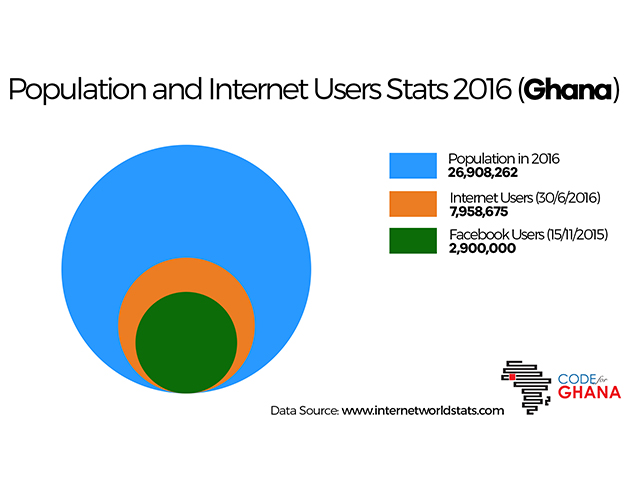 Population and Internet Users Stats 2016 (Ghana)
Population in 2016
26,908,262
Internet Users (30/6/2016)
7,958,675
Facebook Users (15/11/2015)
2,900,000
CODE for
GHANA
Data Source: www.internetworldstats.com